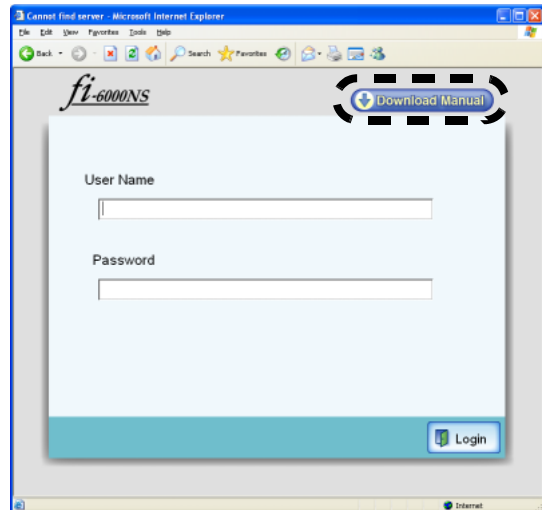 Cannot find server - Microsoft Internet Explorer
File Edit View Favorites Tools Help
Back Search Favorites
fi-6000NS
Download Manual
User Name
Password
Login
Internet